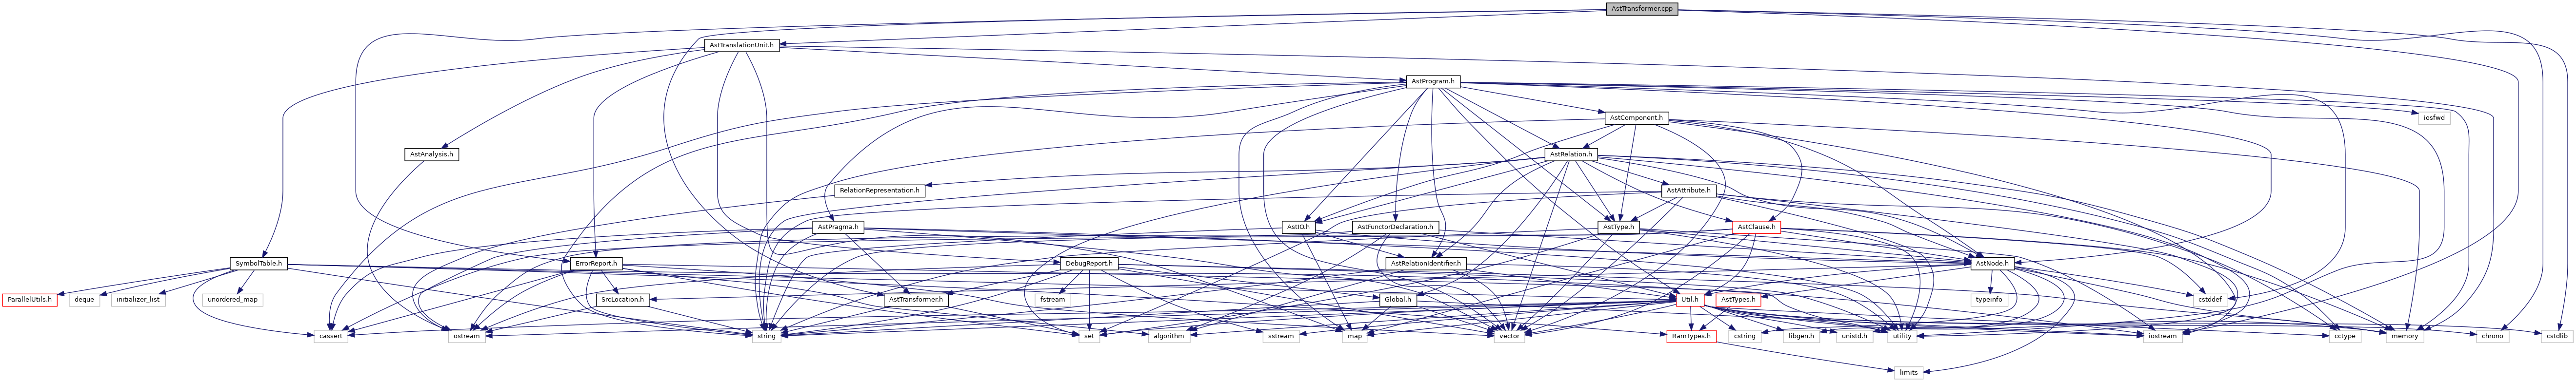 AstTransformer.cpp
AstTranslationUnit.h
AstProgram.h
AstComponent.h
iosfwd
AstAnalysis.h
AstRelation.h
RelationRepresentation.h
AstAttribute.h
AstPragma.h
AstIO.h
AstFunctorDeclaration.h
AstType.h
AstClause.h
SymbolTable.h
ErrorReport.h
DebugReport.h
AstRelationIdentifier.h
AstNode.h
ParallelUtils.h
deque
initializer_list
unordered_map
SrcLocation.h
AstTransformer.h
fstream
Global.h
Util.h
AstTypes.h
typeinfo
cstddef
cassert
ostream
string
set
algorithm
sstream
map
vector
RamTypes.h
cstring
libgen.h
unistd.h
utility
iostream
cctype
memory
chrono
cstdlib
limits